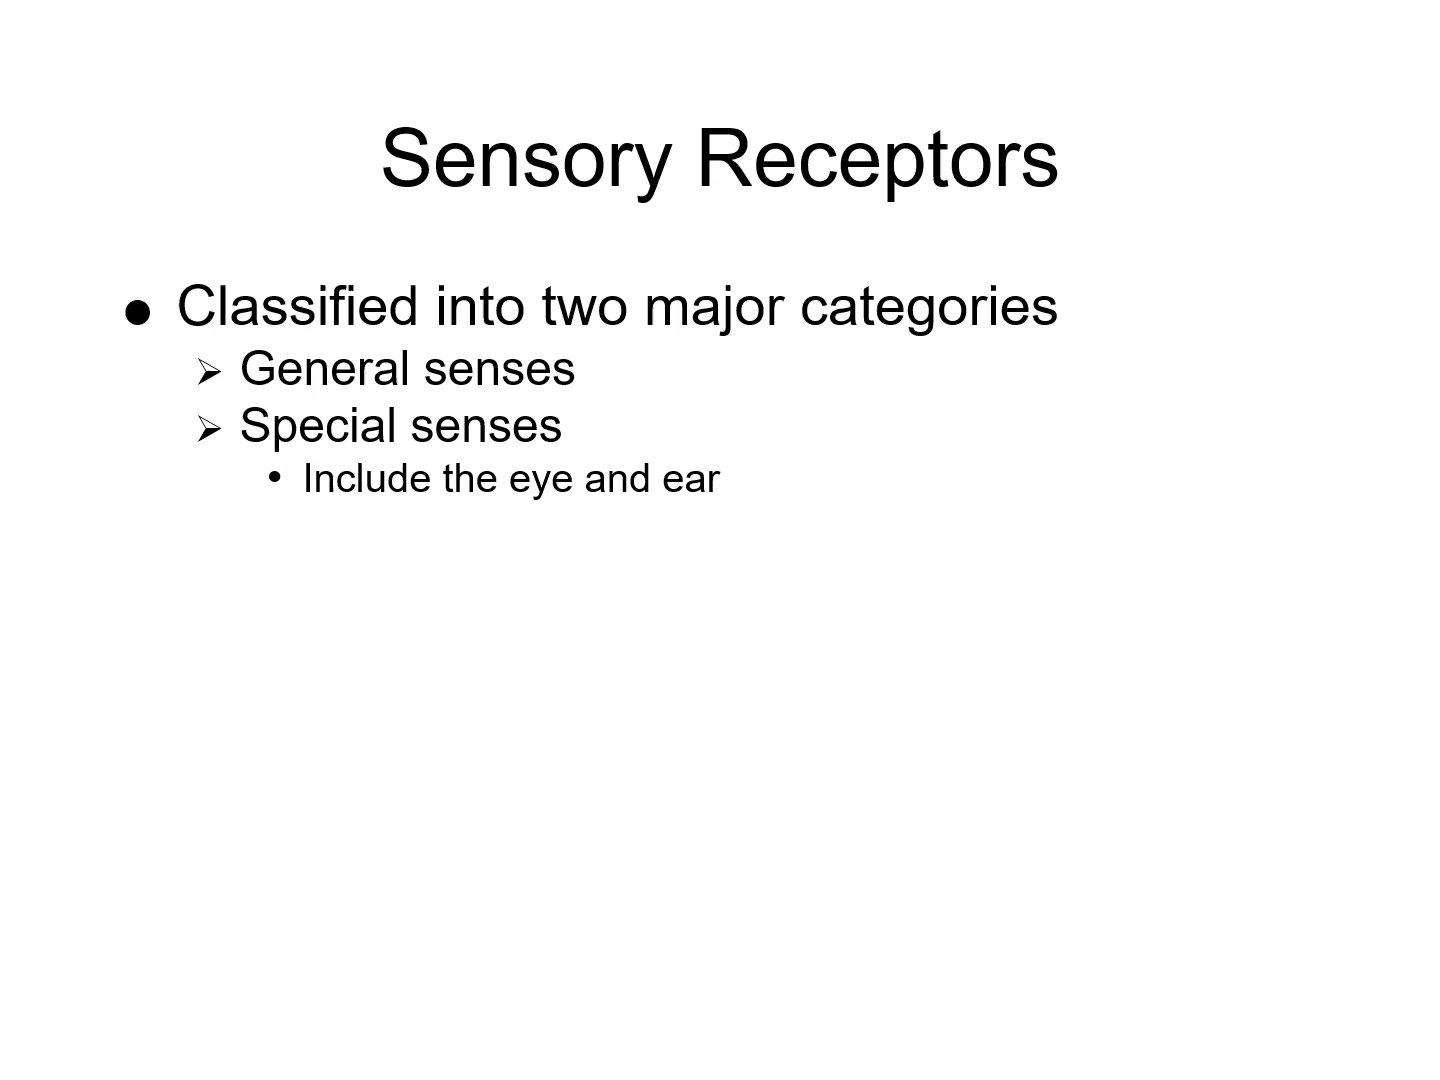 Sensory Receptors
● Classified into two major categories
➢ General senses
➢ Special senses
• Include the eye and ear